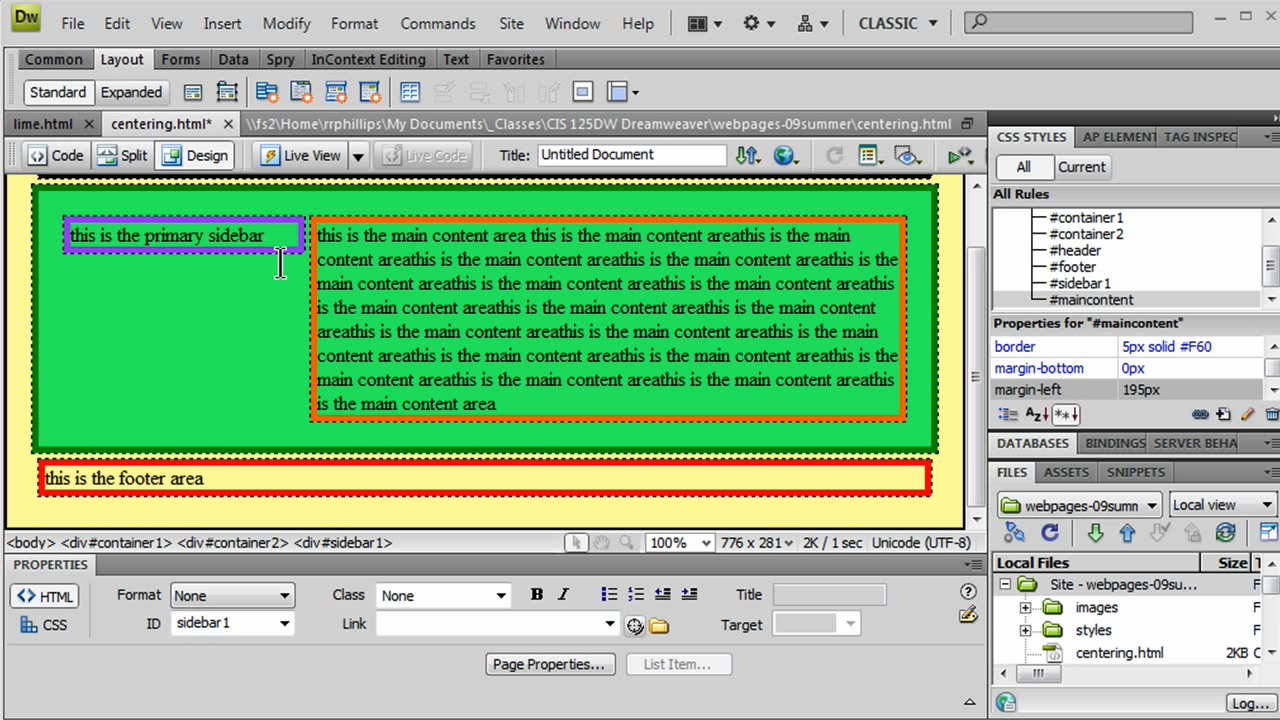 Dw File Edit View Insert Modify Format Commands Site Window Help CLASSIC
Common Layout Forms Data Spry InContext Editing Text Favorites
Standard Expanded
lime.html centering.html* \\fs2\Home\rrphillips\My Documents\_Classes\CIS 125DW Dreamweaver\webpages-09summer\centering.html
Code Split Design Live View Live Code Title: Untitled Document
this is the primary sidebar
this is the main content area this is the main content areathis is the main
content areathis is the main content areathis is the main content areathis is the
main content areathis is the main content areathis is the main content areathis
is the main content areathis is the main content areathis is the main content
areathis is the main content areathis is the main content areathis is the main
content areathis is the main content areathis is the main content areathis is the
main content areathis is the main content areathis is the main content areathis
is the main content area
this is the footer area
<body> <div#container1> <div#container2> <div#sidebar1> 100% 776 x 281 2K / 1 sec Unicode (UTF-8)
PROPERTIES
HTML Format None Class None B I Title
CSS ID sidebar1 Link Target
Page Properties... List Item...
CSS STYLES AP ELEMENT TAG INSPEC
All Current
All Rules
#container1
#container2
#header
#footer
#sidebar1
#maincontent
Properties for "#maincontent"
border 5px solid #F60
margin-bottom 0px
margin-left 195px
Az
DATABASES BINDINGS SERVER BEHA
FILES ASSETS SNIPPETS
webpages-09sumn Local view
Local Files Size T
Site - webpages-09su... F
images F
styles F
centering.html 2KB C
Log...